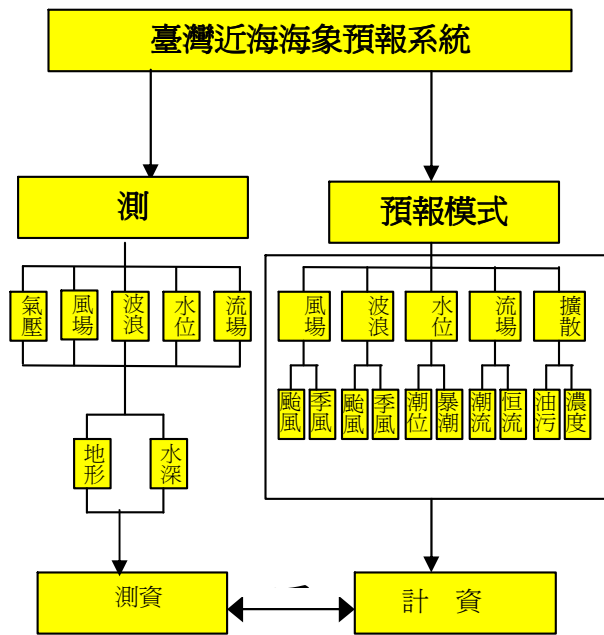 臺灣近海海象預報系統
測
預報模式
氣壓
風場
波浪
水位
流場
風場
波浪
水位
流場
擴散
颱風
季風
颱風
季風
潮位
暴潮
潮流
恒流
油污
濃度
地形
水深
測資
計 資